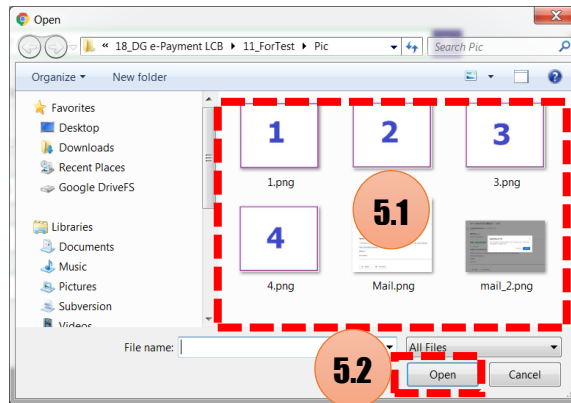 Open
« 18_DG e-Payment LCB ▸ 11_ForTest ▸ Pic
Search Pic
Organize
New folder
Favorites
Desktop
Downloads
Recent Places
Google DriveFS
Libraries
Documents
Music
Pictures
Subversion
Videos
1
2
3
1.png
2
3.png
5.1
4
4.png
Mail.png
mail_2.png
File name:
All Files
5.2
Open
Cancel